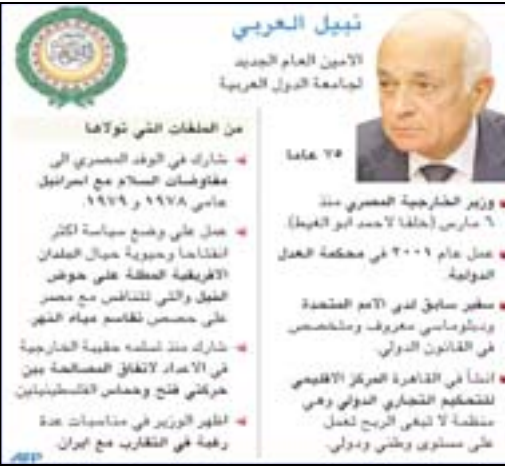 نبيل العربي
الامين العام الجديد
لجامعة الدول العربية
٧٥ عاما
وزير الخارجية المصري منذ
٦ مارس (خلفا لاحمد ابو الغيط).
عمل عام ٢٠٠١ في محكمة العدل
الدولية
سفير سابق لدى الامم المتحدة
ودبلوماسي معروف ومتخصص
في القانون الدولي.
انشأ في القاهرة المركز الاقليمي
للتحكيم التجاري الدولي وهي
منظمة لا تبغى الربح تعمل
على مستوى وطني ودولي.
من الملفات التي تولاها
شارك في الوفد المصري الى
مفاوضات السلام مع اسرائيل
عامي ١٩٧٨ و ١٩٧٩.
عمل على وضع سياسة اكثر
انفتاحا وحيوية حيال البلدان
الافريقية المطلة على حوض
النيل والتي تتنافس مع مصر
على حصص تقاسم مياه النهر.
شارك منذ تسلمه حقيبة الخارجية
في الاعداد لاتفاق المصالحة بين
حركتي فتح وحماس الفلسطينيتين.
اظهر الوزير في مناسبات عدة
رغبة في التقارب مع ايران.
AFP